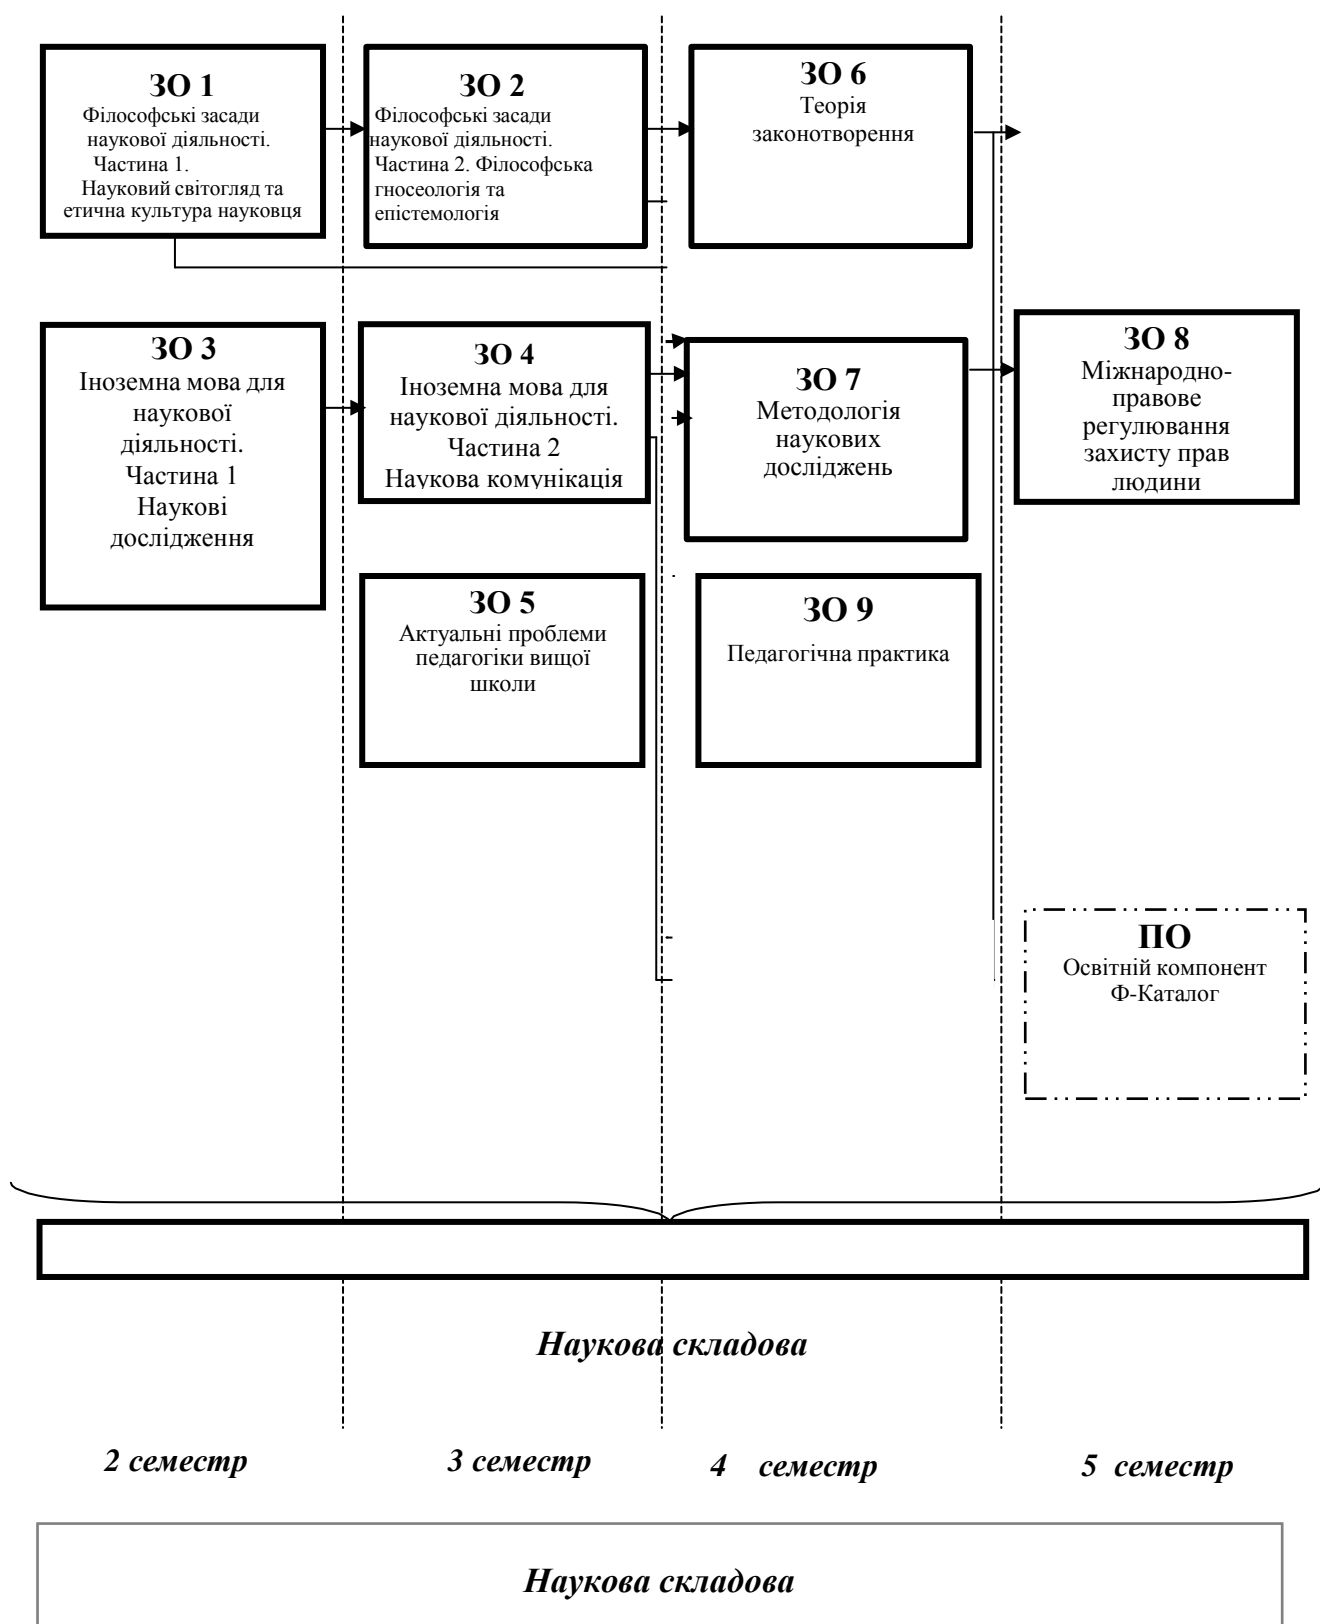 ЗО 1
Філософські засади
наукової діяльності.
Частина 1.
Науковий світогляд та
етична культура науковця
ЗО 2
Філософські засади
наукової діяльності.
Частина 2. Філософська
гносеологія та
епістемологія
ЗО 6
Теорія
законотворення
ЗО 3
Іноземна мова для
наукової
діяльності.
Частина 1
Наукові
дослідження
ЗО 4
Іноземна мова для
наукової діяльності.
Частина 2
Наукова комунікація
ЗО 7
Методологія
наукових
досліджень
ЗО 8
Міжнародно-
правове
регулювання
захисту прав
людини
ЗО 5
Актуальні проблеми
педагогіки вищої
школи
ЗО 9
Педагогічна практика
ПО
Освітній компонент
Ф-Каталог
Наукова складова
2 семестр
3 семестр
4 семестр
5 семестр
Наукова складова